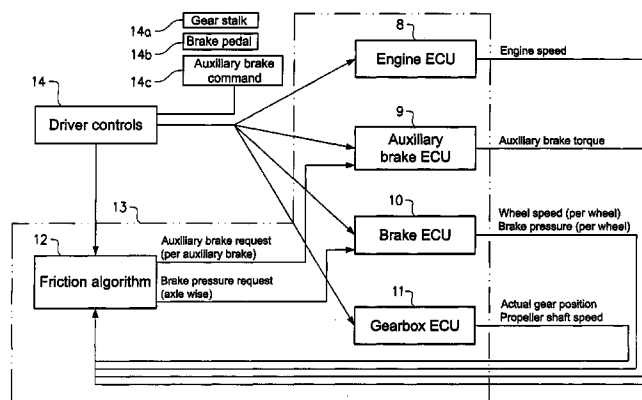 14a
Gear stalk
14b
Brake pedal
14c
Auxiliary brake
command
14
Driver controls
8
Engine ECU
Engine speed
9
Auxiliary
brake ECU
Auxiliary brake torque
13
10
Brake ECU
Wheel speed (per wheel)
Brake pressure (per wheel)
12
Friction algorithm
Auxiliary brake request
(per auxiliary brake)
Brake pressure request
(axle wise)
11
Gearbox ECU
Actual gear position
Propeller shaft speed